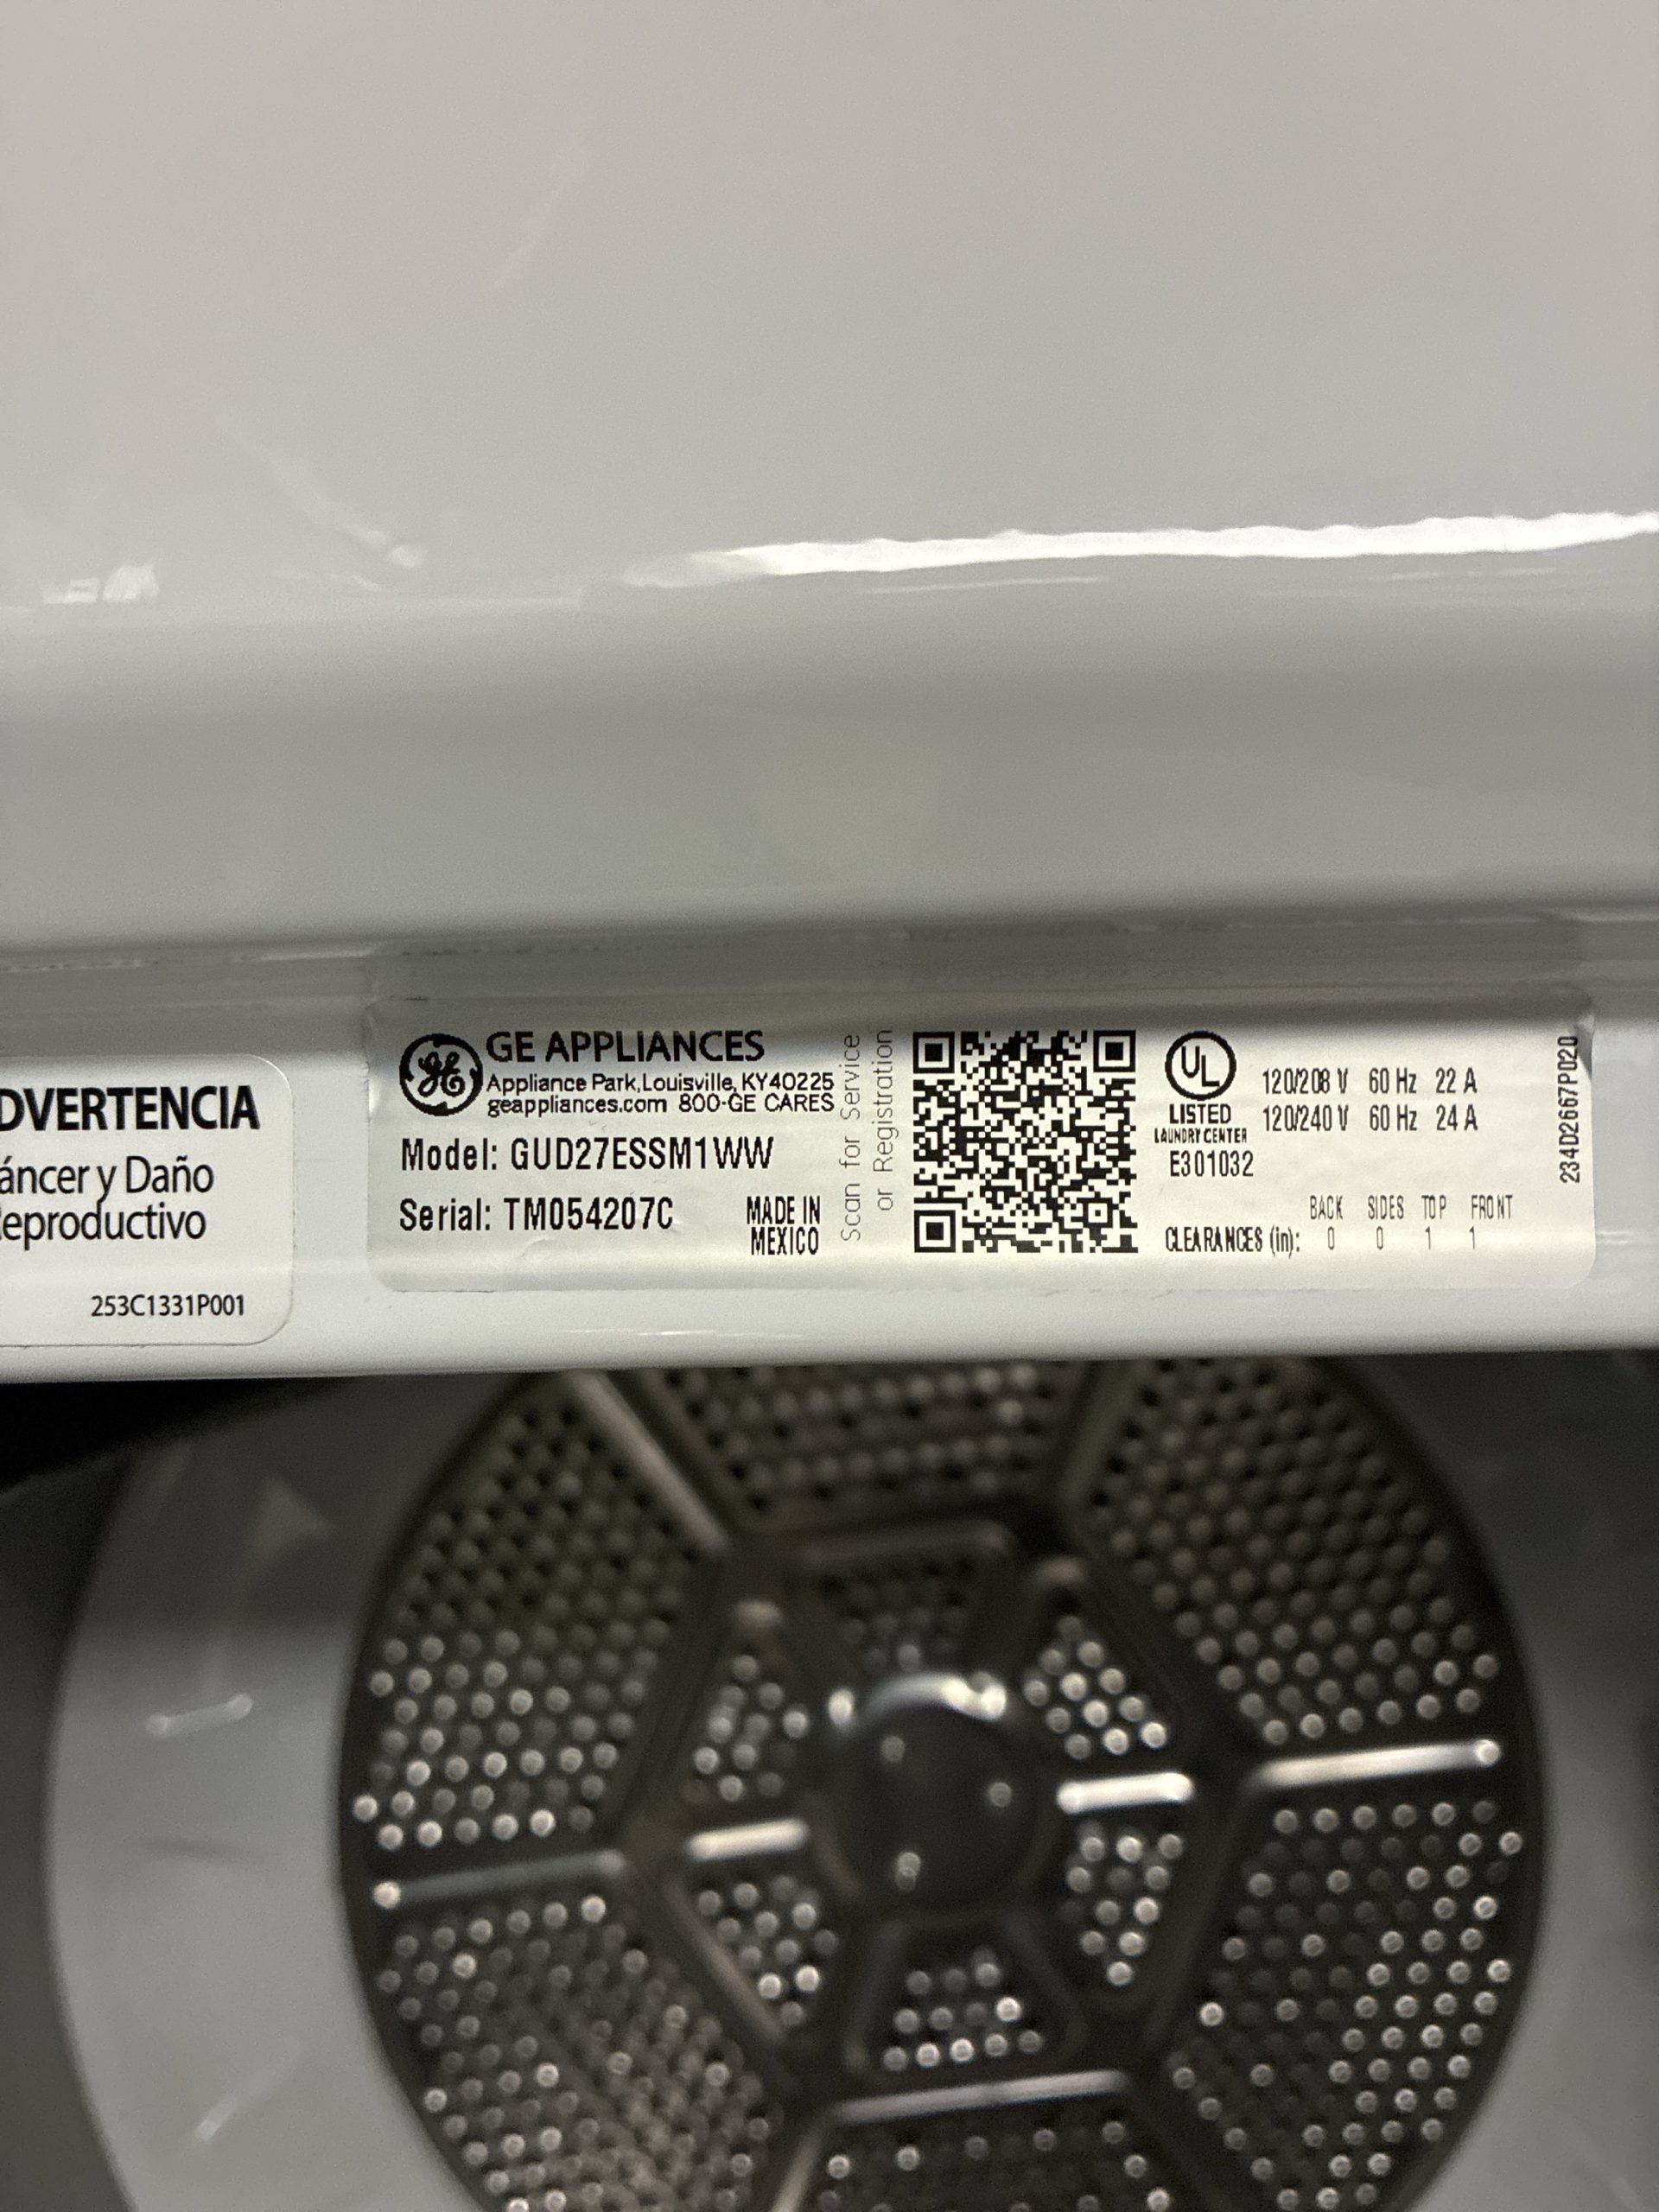 DVERTENCIA
áncer y Daño
eproductivo
253C1331P001
GE APPLIANCES
Appliance Park, Louisville, KY 40225
geappliances.com 800-GE CARES
Model: GUD27ESSM1WW
Serial: TM054207C
MADE IN
MEXICO
Scan for Service
or Registration
UL
LISTED
LAUNDRY CENTER
E301032
120/208 V 60 Hz 22 A
120/240 V 60 Hz 24 A
BACK SIDES TOP FRONT
CLEARANCES (in): 0 0 1 1
234D2667P020